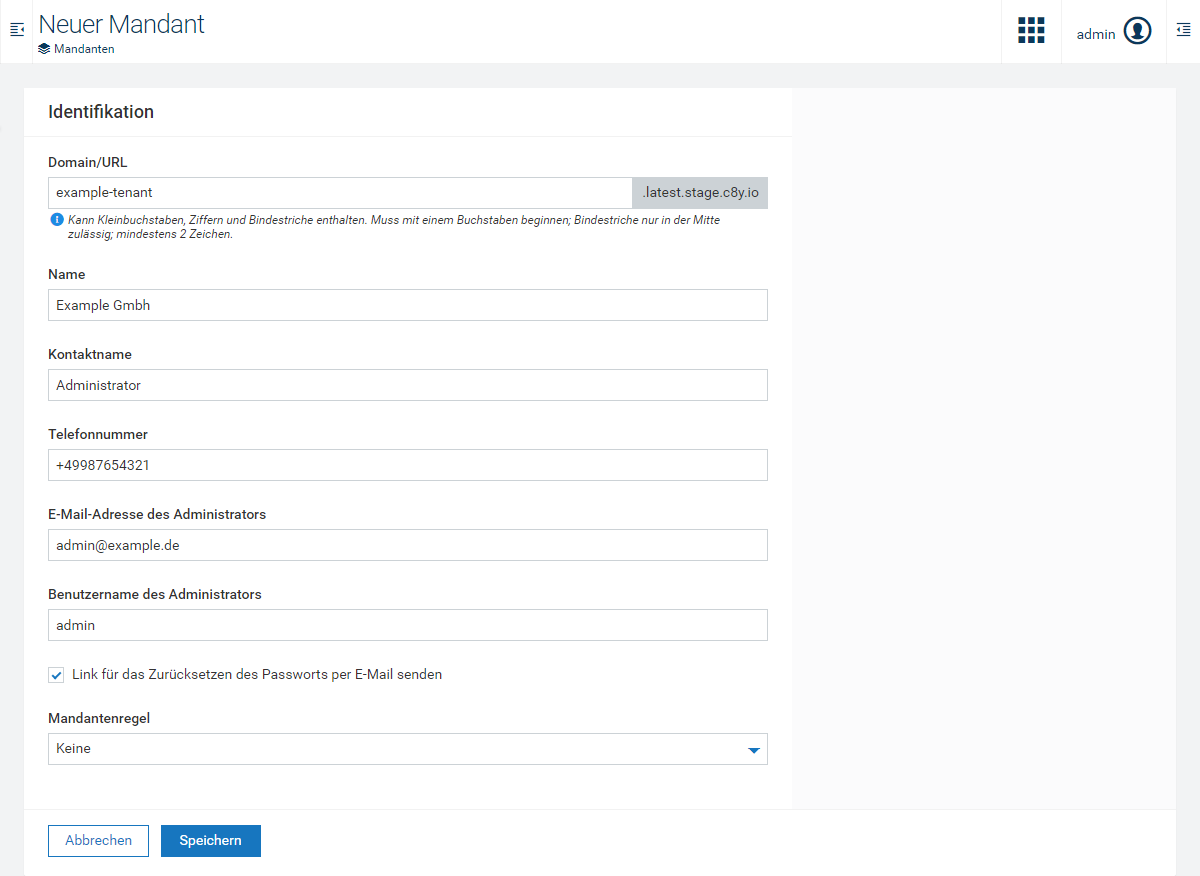 Neuer Mandant
Mandanten
admin
Identifikation
Domain/URL
example-tenant
.latest.stage.c8y.io
Kann Kleinbuchstaben, Ziffern und Bindestriche enthalten. Muss mit einem Buchstaben beginnen; Bindestriche nur in der Mitte
zulässig; mindestens 2 Zeichen.
Name
Example Gmbh
Kontaktname
Administrator
Telefonnummer
+49987654321
E-Mail-Adresse des Administrators
admin@example.de
Benutzername des Administrators
admin
Link für das Zurücksetzen des Passworts per E-Mail senden
Mandantenregel
Keine
Abbrechen
Speichern